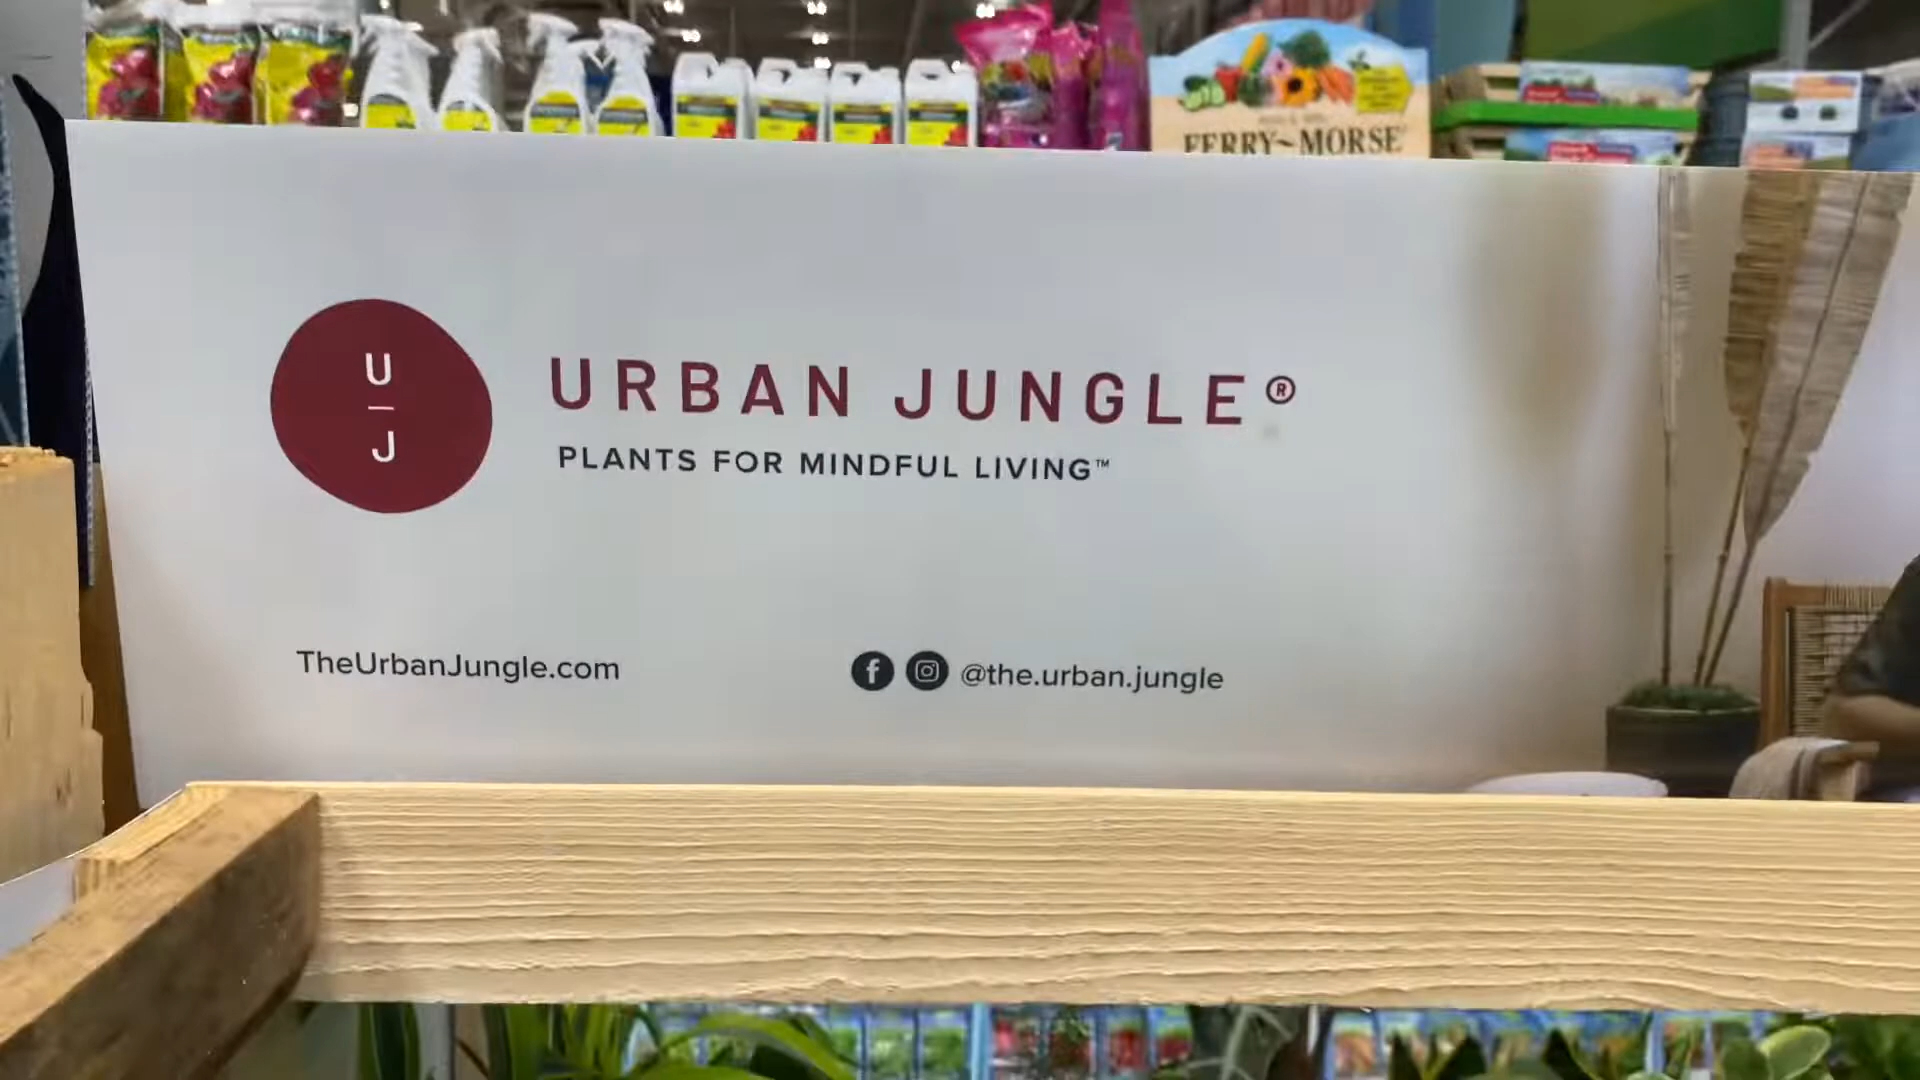 FERRY~MORSE
U
J
URBAN JUNGLE®
PLANTS FOR MINDFUL LIVING™
TheUrbanJungle.com
@the.urban.jungle